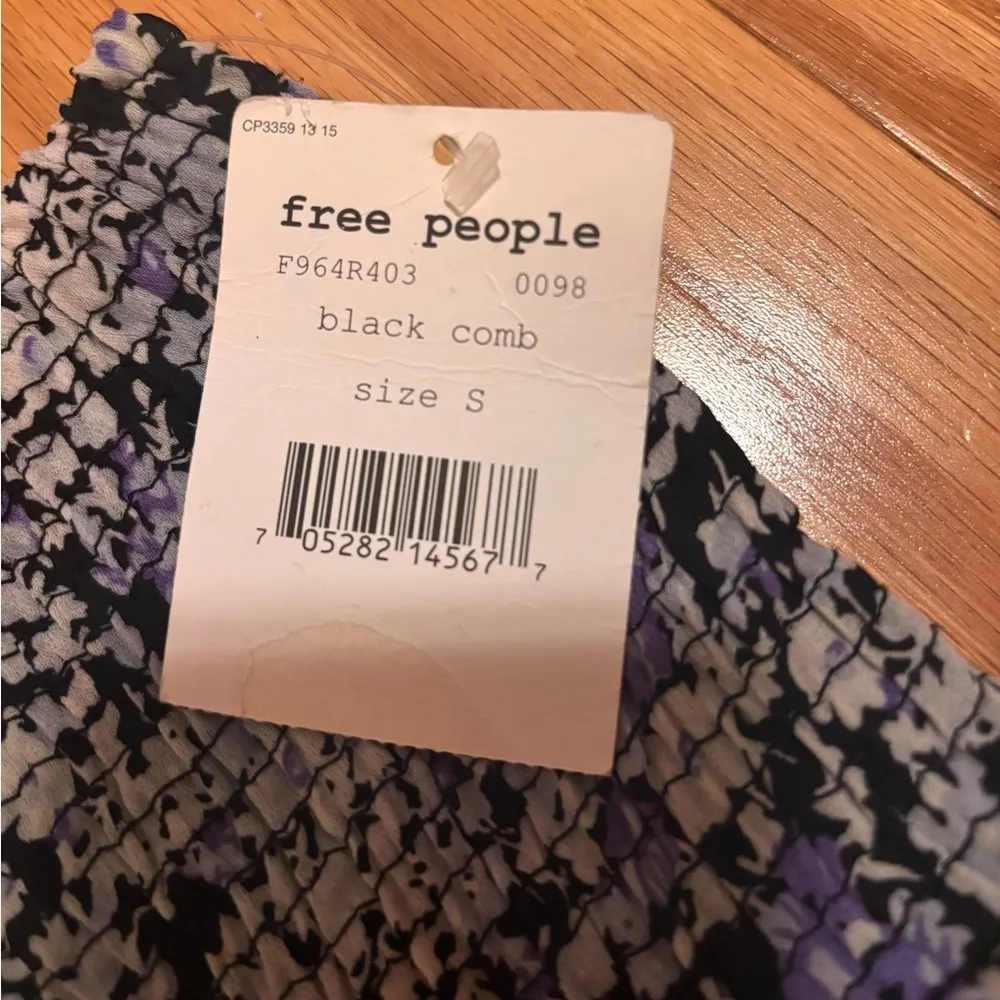 CP3359 13 15
free people
F964R403 0098
black comb
size S
7 05282 14567 7